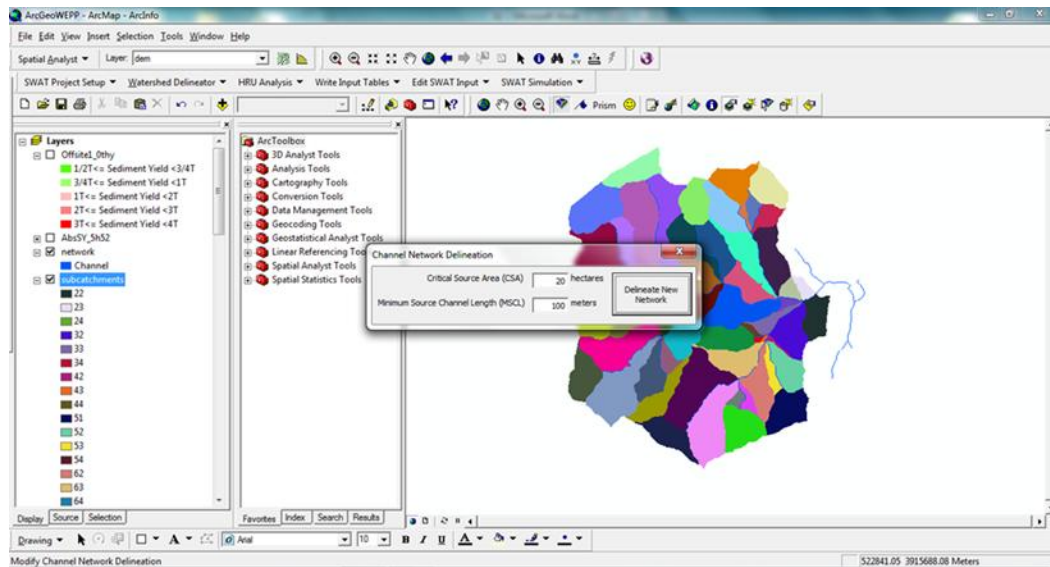 ArcGeoWEPP - ArcMap - ArcInfo
File Edit View Insert Selection Tools Window Help
Spatial Analyst Layer: dem
SWAT Project Setup Watershed Delineator HRU Analysis Write Input Tables Edit SWAT Input SWAT Simulation
Prism
Layers
Offsite1_0thy
1/2T<= Sediment Yield <3/4T
3/4T<= Sediment Yield <1T
1T<= Sediment Yield <2T
2T<= Sediment Yield <3T
3T<= Sediment Yield <4T
AbsSY_5h52
network
Channel
subcatchments
22
23
24
32
33
34
42
43
44
51
52
53
54
62
63
64
Display Source Selection
ArcToolbox
3D Analyst Tools
Analysis Tools
Cartography Tools
Conversion Tools
Data Management Tools
Geocoding Tools
Geostatistical Analyst Tools
Linear Referencing Too
Spatial Analyst Tools
Spatial Statistics Tools
Favorites Index Search Results
Channel Network Delineation
Critical Source Area (CSA) 20 hectares
Minimum Source Channel Length (MSCL) 100 meters
Delineate New
Network
Drawing A Arial 10 B I U A
Modify Channel Network Delineation
522841.05 3915688.08 Meters